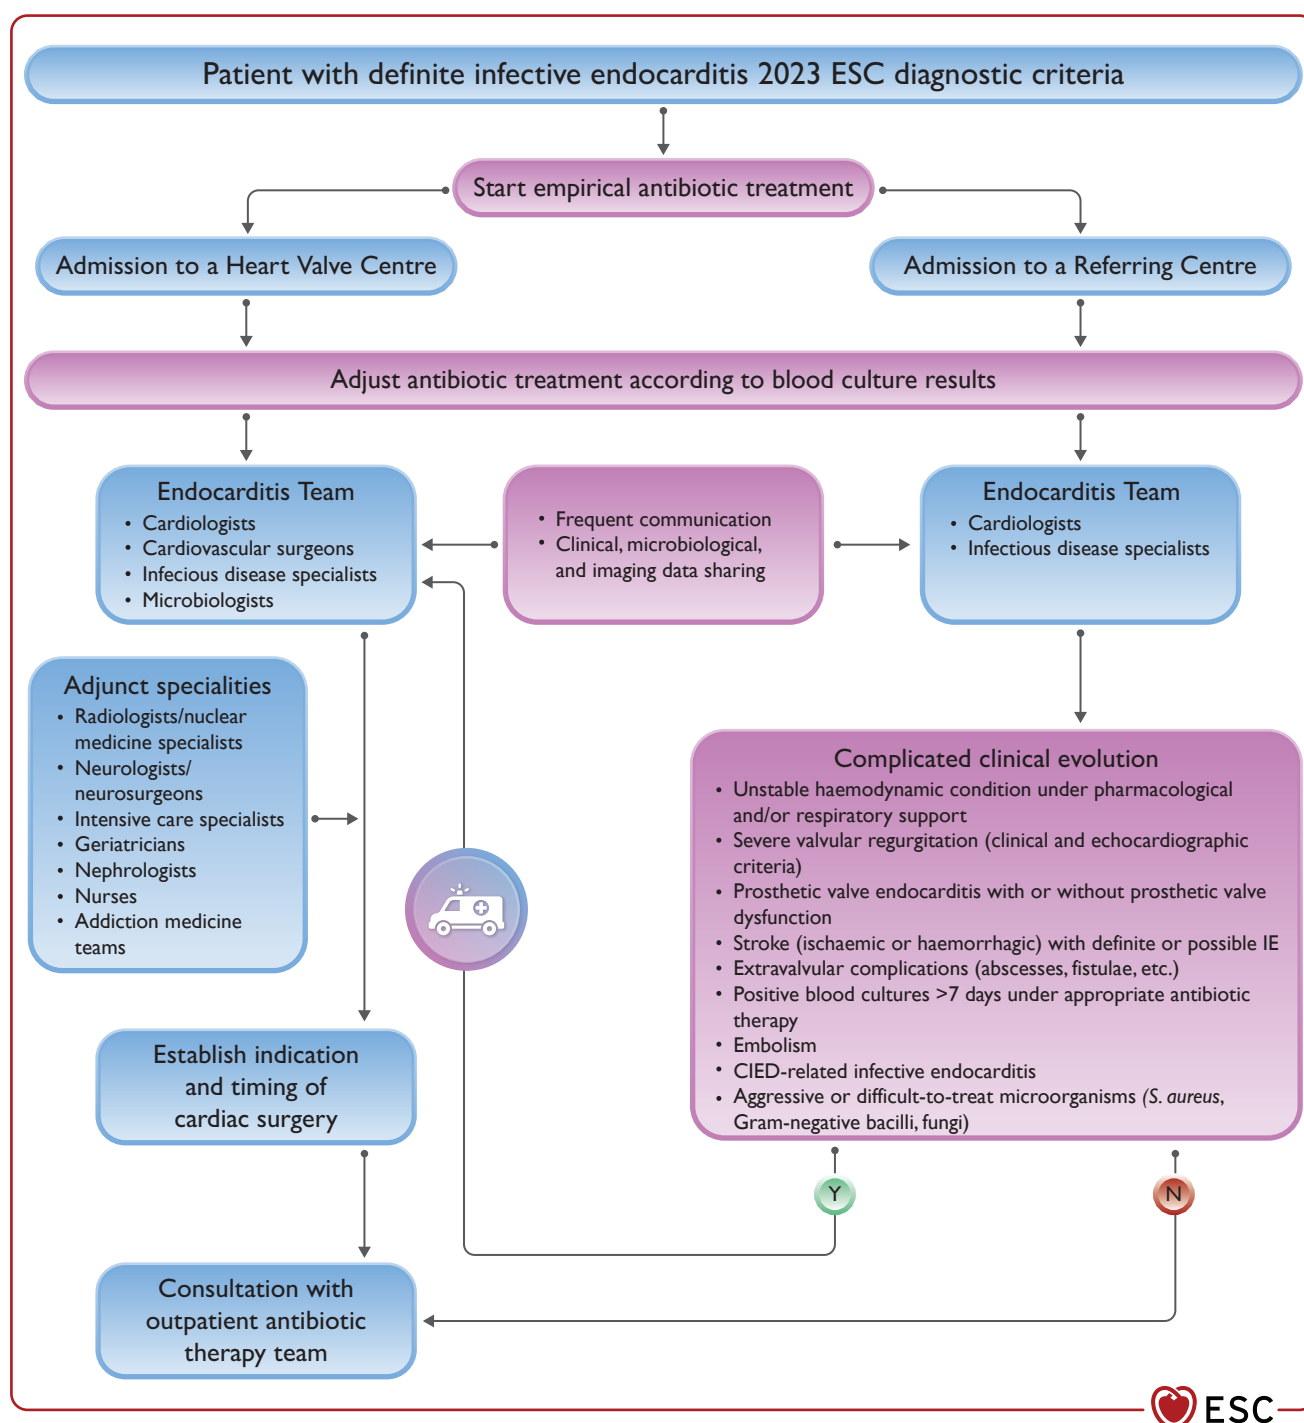 Patient with definite infective endocarditis 2023 ESC diagnostic criteria
Start empirical antibiotic treatment
Admission to a Heart Valve Centre
Admission to a Referring Centre
Adjust antibiotic treatment according to blood culture results
Endocarditis Team
• Cardiologists
• Cardiovascular surgeons
• Infecious disease specialists
• Microbiologists
• Frequent communication
• Clinical, microbiological,
and imaging data sharing
Endocarditis Team
• Cardiologists
• Infectious disease specialists
Adjunct specialities
• Radiologists/nuclear
medicine specialists
• Neurologists/
neurosurgeons
• Intensive care specialists
• Geriatricians
• Nephrologists
• Nurses
• Addiction medicine
teams
Complicated clinical evolution
• Unstable haemodynamic condition under pharmacological
and/or respiratory support
• Severe valvular regurgitation (clinical and echocardiographic
criteria)
• Prosthetic valve endocarditis with or without prosthetic valve
dysfunction
• Stroke (ischaemic or haemorrhagic) with definite or possible IE
• Extravalvular complications (abscesses, fistulae, etc.)
• Positive blood cultures >7 days under appropriate antibiotic
therapy
• Embolism
• CIED-related infective endocarditis
• Aggressive or difficult-to-treat microorganisms (S. aureus,
Gram-negative bacilli, fungi)
Establish indication
and timing of
cardiac surgery
Y
N
Consultation with
outpatient antibiotic
therapy team
ESC